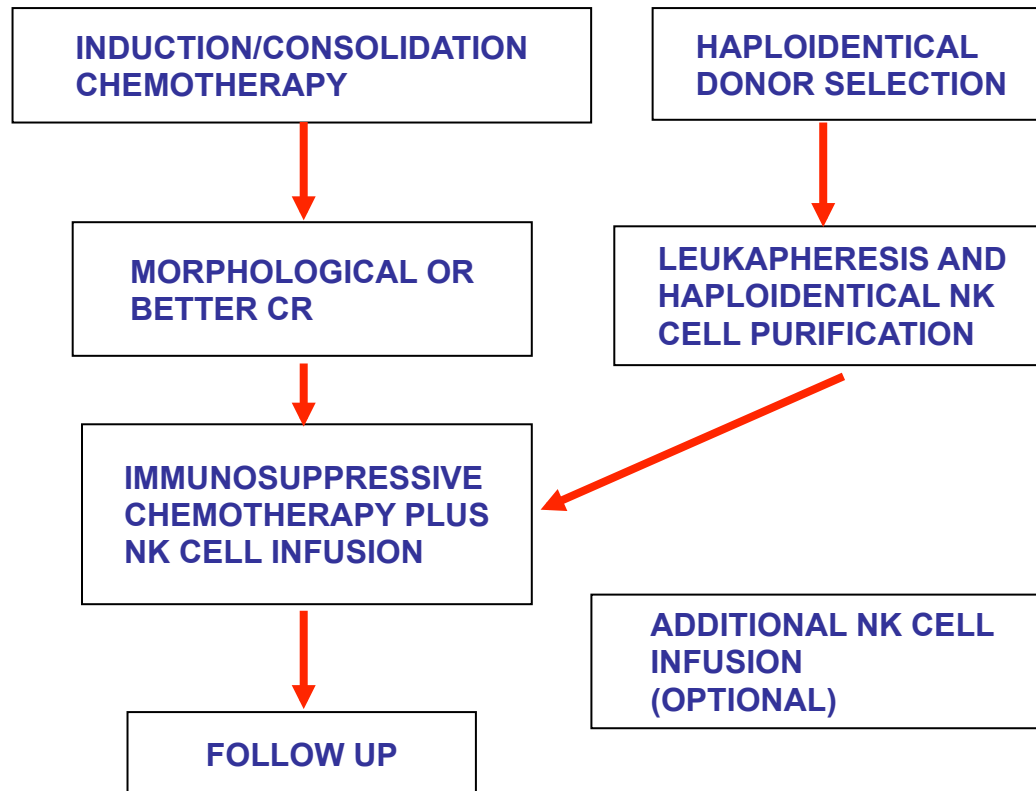 INDUCTION/CONSOLIDATION
CHEMOTHERAPY
HAPLOIDENTICAL
DONOR SELECTION
MORPHOLOGICAL OR
BETTER CR
LEUKAPHERESIS AND
HAPLOIDENTICAL NK
CELL PURIFICATION
IMMUNOSUPPRESSIVE
CHEMOTHERAPY PLUS
NK CELL INFUSION
ADDITIONAL NK CELL
INFUSION
(OPTIONAL)
FOLLOW UP